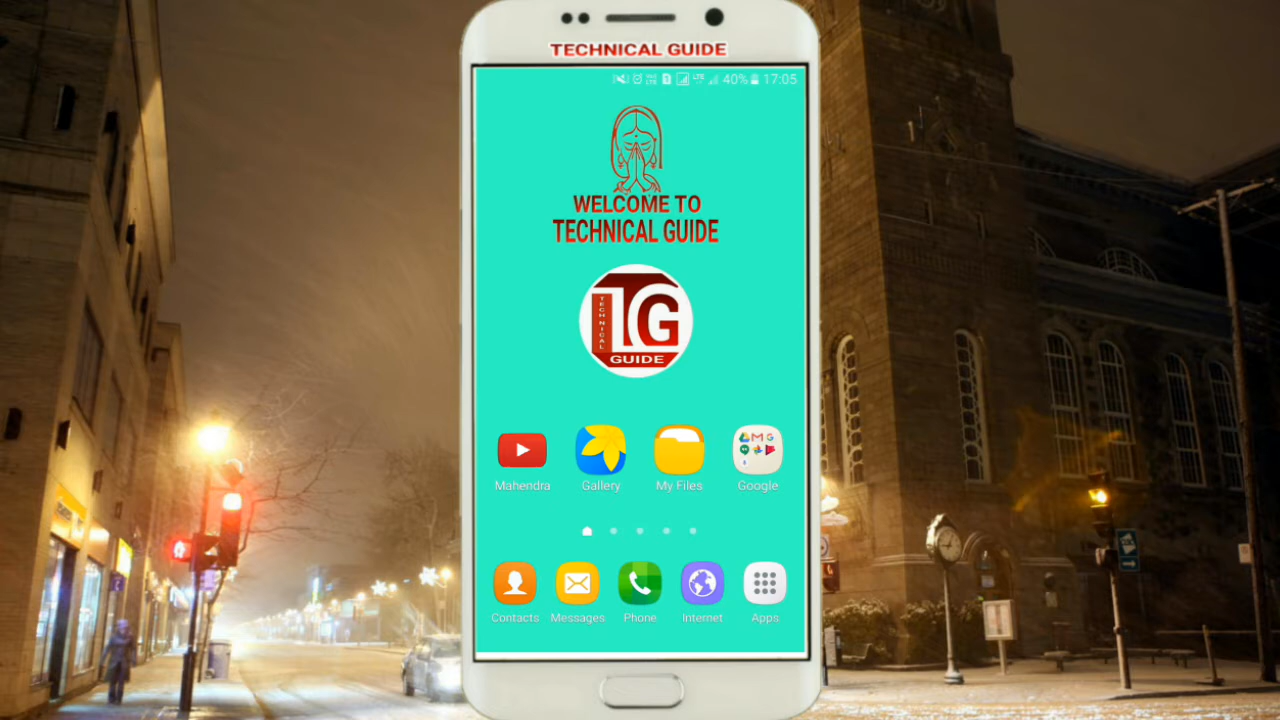 TECHNICAL GUIDE
40% 17:05
WELCOME TO
TECHNICAL GUIDE
TECHNICAL
TG
GUIDE
Mahendra Gallery My Files Google
Contacts Messages Phone Internet Apps